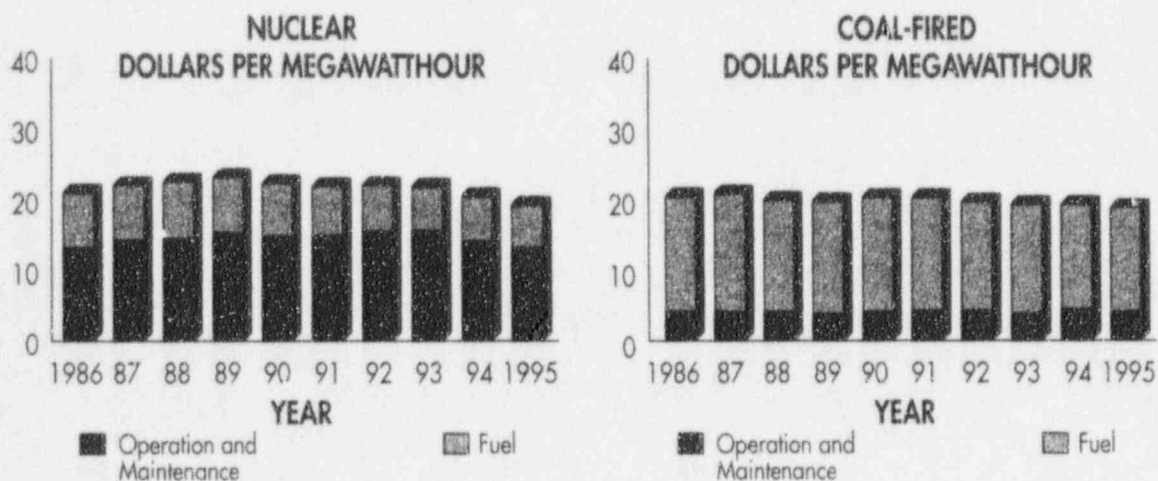 NUCLEAR
DOLLARS PER MEGAWATTHOUR
40
30
20
10
0
1986 87 88 89 90 91 92 93 94 1995
YEAR
Operation and
Maintenance
Fuel
COAL-FIRED
DOLLARS PER MEGAWATTHOUR
40
30
20
10
0
1986 87 88 89 90 91 92 93 94 1995
YEAR
Operation and
Maintenance
Fuel